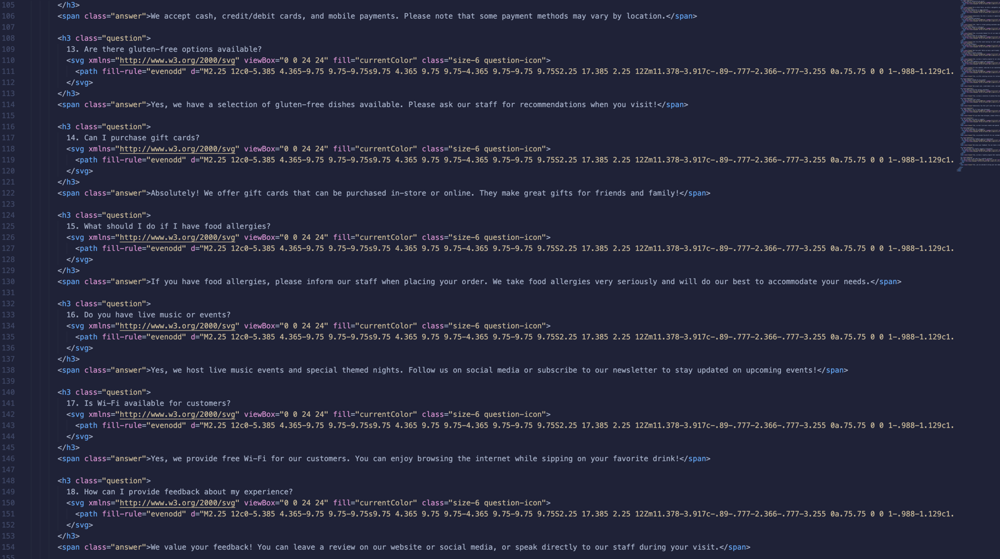 105 </h3>
106 <span class="answer">We accept cash, credit/debit cards, and mobile payments. Please note that some payment methods may vary by location.</span>
107
108 <h3 class="question">
109 13. Are there gluten-free options available?
110 <svg xmlns="http://www.w3.org/2000/svg" viewBox="0 0 24 24" fill="currentColor" class="size-6 question-icon">
111 <path fill-rule="evenodd" d="M2.25 12c0-5.385 4.365-9.75 9.75-9.75s9.75 4.365 9.75 9.75-4.365 9.75-9.75 9.75S2.25 17.385 2.25 12Zm11.378-3.917c-.89-.777-2.366-.777-3.255 0a.75.75 0 0 1-.988-1.129c1.
112 </svg>
113 </h3>
114 <span class="answer">Yes, we have a selection of gluten-free dishes available. Please ask our staff for recommendations when you visit!</span>
115
116 <h3 class="question">
117 14. Can I purchase gift cards?
118 <svg xmlns="http://www.w3.org/2000/svg" viewBox="0 0 24 24" fill="currentColor" class="size-6 question-icon">
119 <path fill-rule="evenodd" d="M2.25 12c0-5.385 4.365-9.75 9.75-9.75s9.75 4.365 9.75 9.75-4.365 9.75-9.75 9.75S2.25 17.385 2.25 12Zm11.378-3.917c-.89-.777-2.366-.777-3.255 0a.75.75 0 0 1-.988-1.129c1.
120 </svg>
121 </h3>
122 <span class="answer">Absolutely! We offer gift cards that can be purchased in-store or online. They make great gifts for friends and family!</span>
123
124 <h3 class="question">
125 15. What should I do if I have food allergies?
126 <svg xmlns="http://www.w3.org/2000/svg" viewBox="0 0 24 24" fill="currentColor" class="size-6 question-icon">
127 <path fill-rule="evenodd" d="M2.25 12c0-5.385 4.365-9.75 9.75-9.75s9.75 4.365 9.75 9.75-4.365 9.75-9.75 9.75S2.25 17.385 2.25 12Zm11.378-3.917c-.89-.777-2.366-.777-3.255 0a.75.75 0 0 1-.988-1.129c1.
128 </svg>
129 </h3>
130 <span class="answer">If you have food allergies, please inform our staff when placing your order. We take food allergies very seriously and will do our best to accommodate your needs.</span>
131
132 <h3 class="question">
133 16. Do you have live music or events?
134 <svg xmlns="http://www.w3.org/2000/svg" viewBox="0 0 24 24" fill="currentColor" class="size-6 question-icon">
135 <path fill-rule="evenodd" d="M2.25 12c0-5.385 4.365-9.75 9.75-9.75s9.75 4.365 9.75 9.75-4.365 9.75-9.75 9.75S2.25 17.385 2.25 12Zm11.378-3.917c-.89-.777-2.366-.777-3.255 0a.75.75 0 0 1-.988-1.129c1.
136 </svg>
137 </h3>
138 <span class="answer">Yes, we host live music events and special themed nights. Follow us on social media or subscribe to our newsletter to stay updated on upcoming events!</span>
139
140 <h3 class="question">
141 17. Is Wi-Fi available for customers?
142 <svg xmlns="http://www.w3.org/2000/svg" viewBox="0 0 24 24" fill="currentColor" class="size-6 question-icon">
143 <path fill-rule="evenodd" d="M2.25 12c0-5.385 4.365-9.75 9.75-9.75s9.75 4.365 9.75 9.75-4.365 9.75-9.75 9.75S2.25 17.385 2.25 12Zm11.378-3.917c-.89-.777-2.366-.777-3.255 0a.75.75 0 0 1-.988-1.129c1.
144 </svg>
145 </h3>
146 <span class="answer">Yes, we provide free Wi-Fi for our customers. You can enjoy browsing the internet while sipping on your favorite drink!</span>
147
148 <h3 class="question">
149 18. How can I provide feedback about my experience?
150 <svg xmlns="http://www.w3.org/2000/svg" viewBox="0 0 24 24" fill="currentColor" class="size-6 question-icon">
151 <path fill-rule="evenodd" d="M2.25 12c0-5.385 4.365-9.75 9.75-9.75s9.75 4.365 9.75 9.75-4.365 9.75-9.75 9.75S2.25 17.385 2.25 12Zm11.378-3.917c-.89-.777-2.366-.777-3.255 0a.75.75 0 0 1-.988-1.129c1.
152 </svg>
153 </h3>
154 <span class="answer">We value your feedback! You can leave a review on our website or social media, or speak directly to our staff during your visit.</span>
155